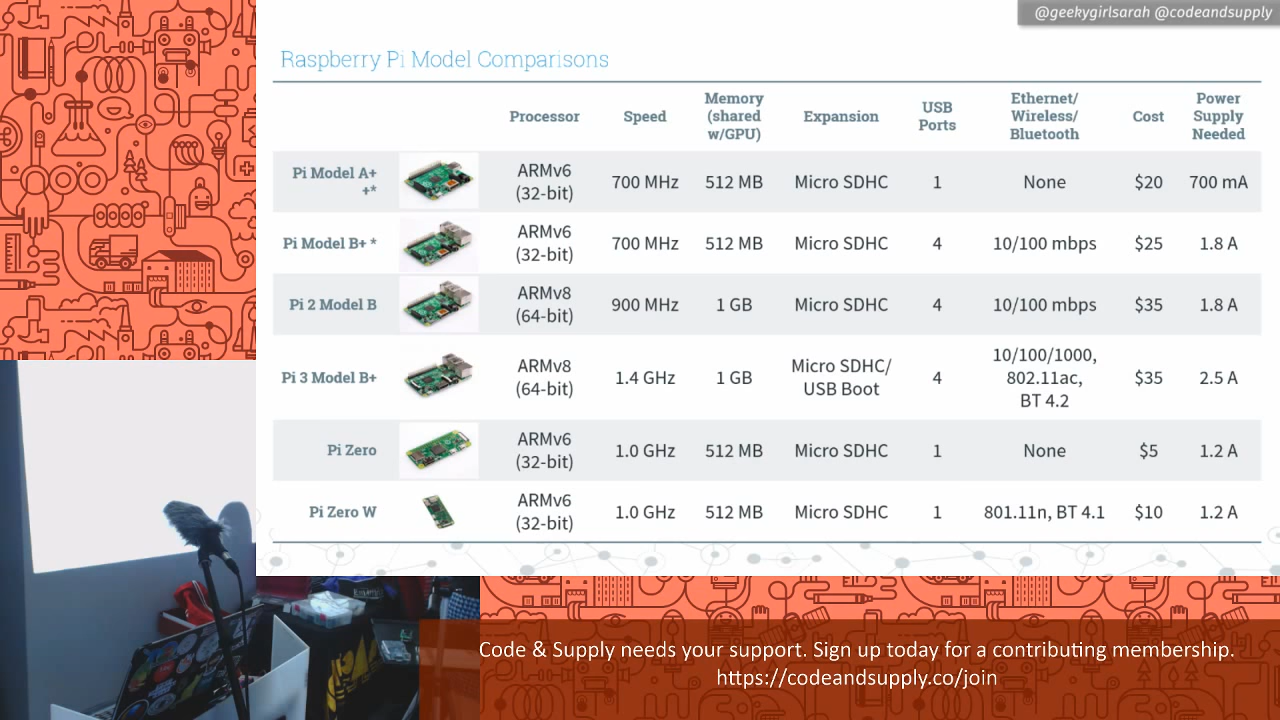 @geekygirlsarah @codeandsupply
Raspberry Pi Model Comparisons
Processor Speed Memory (shared w/GPU) Expansion USB Ports Ethernet/ Wireless/ Bluetooth Cost Power Supply Needed
Pi Model A+ +* ARMv6 (32-bit) 700 MHz 512 MB Micro SDHC 1 None $20 700 mA
Pi Model B+ * ARMv6 (32-bit) 700 MHz 512 MB Micro SDHC 4 10/100 mbps $25 1.8 A
Pi 2 Model B ARMv8 (64-bit) 900 MHz 1 GB Micro SDHC 4 10/100 mbps $35 1.8 A
Pi 3 Model B+ ARMv8 (64-bit) 1.4 GHz 1 GB Micro SDHC/ USB Boot 4 10/100/1000, 802.11ac, BT 4.2 $35 2.5 A
Pi Zero ARMv6 (32-bit) 1.0 GHz 512 MB Micro SDHC 1 None $5 1.2 A
Pi Zero W ARMv6 (32-bit) 1.0 GHz 512 MB Micro SDHC 1 801.11n, BT 4.1 $10 1.2 A
Code & Supply needs your support. Sign up today for a contributing membership.
https://codeandsupply.co/join